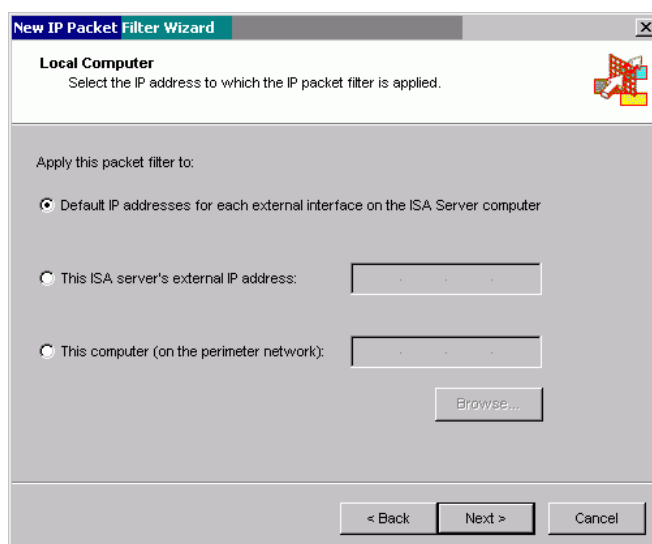 New IP Packet Filter Wizard
Local Computer
Select the IP address to which the IP packet filter is applied.
Apply this packet filter to:
Default IP addresses for each external interface on the ISA Server computer
This ISA server's external IP address:
This computer (on the perimeter network):
Browse...
< Back Next > Cancel